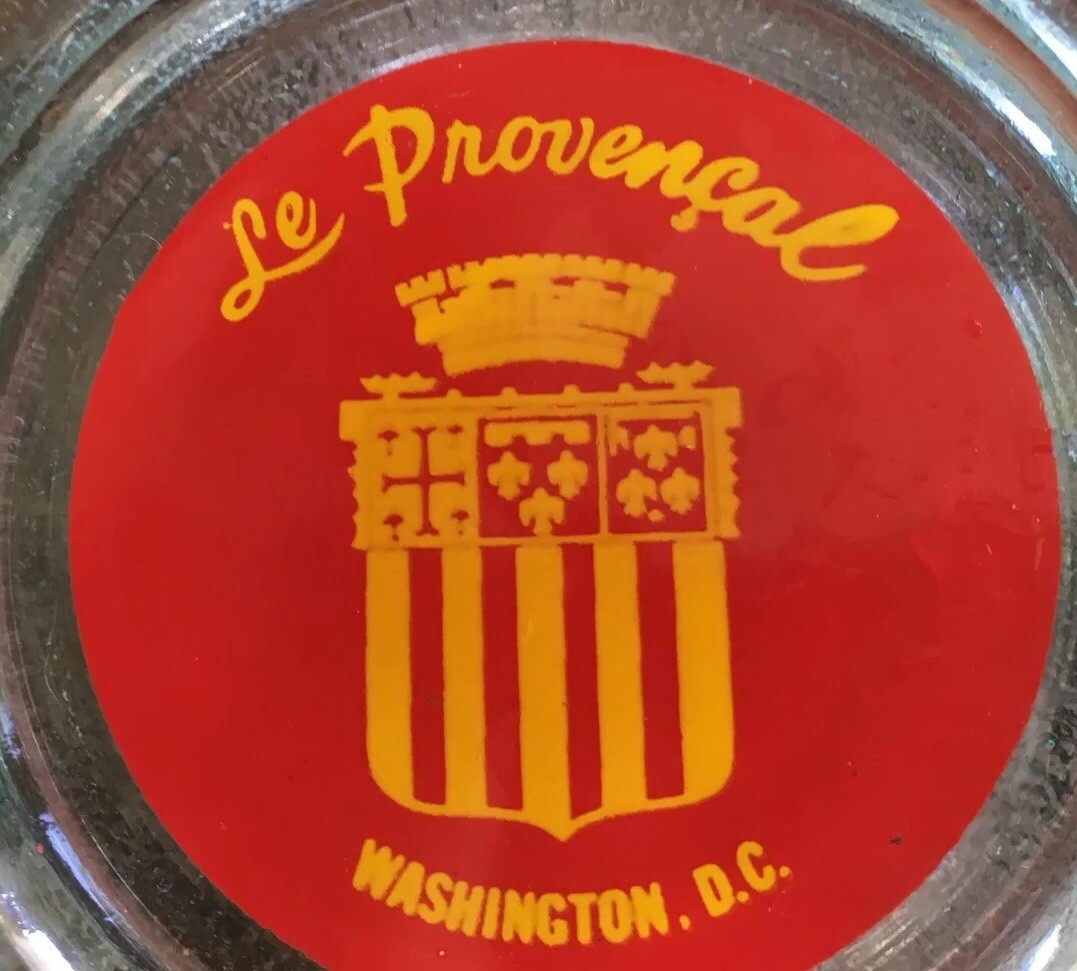 Le Provençal
WASHINGTON, D.C.